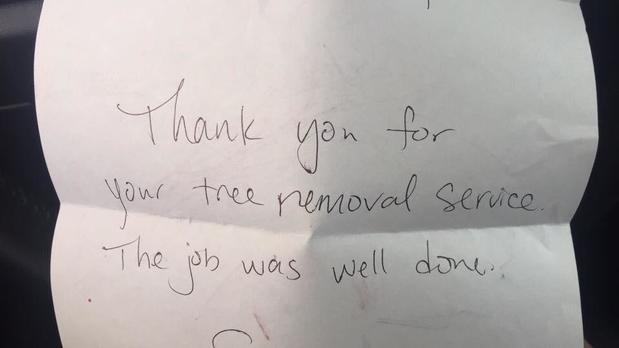 Thank you for
your tree removal service.
The job was well done.